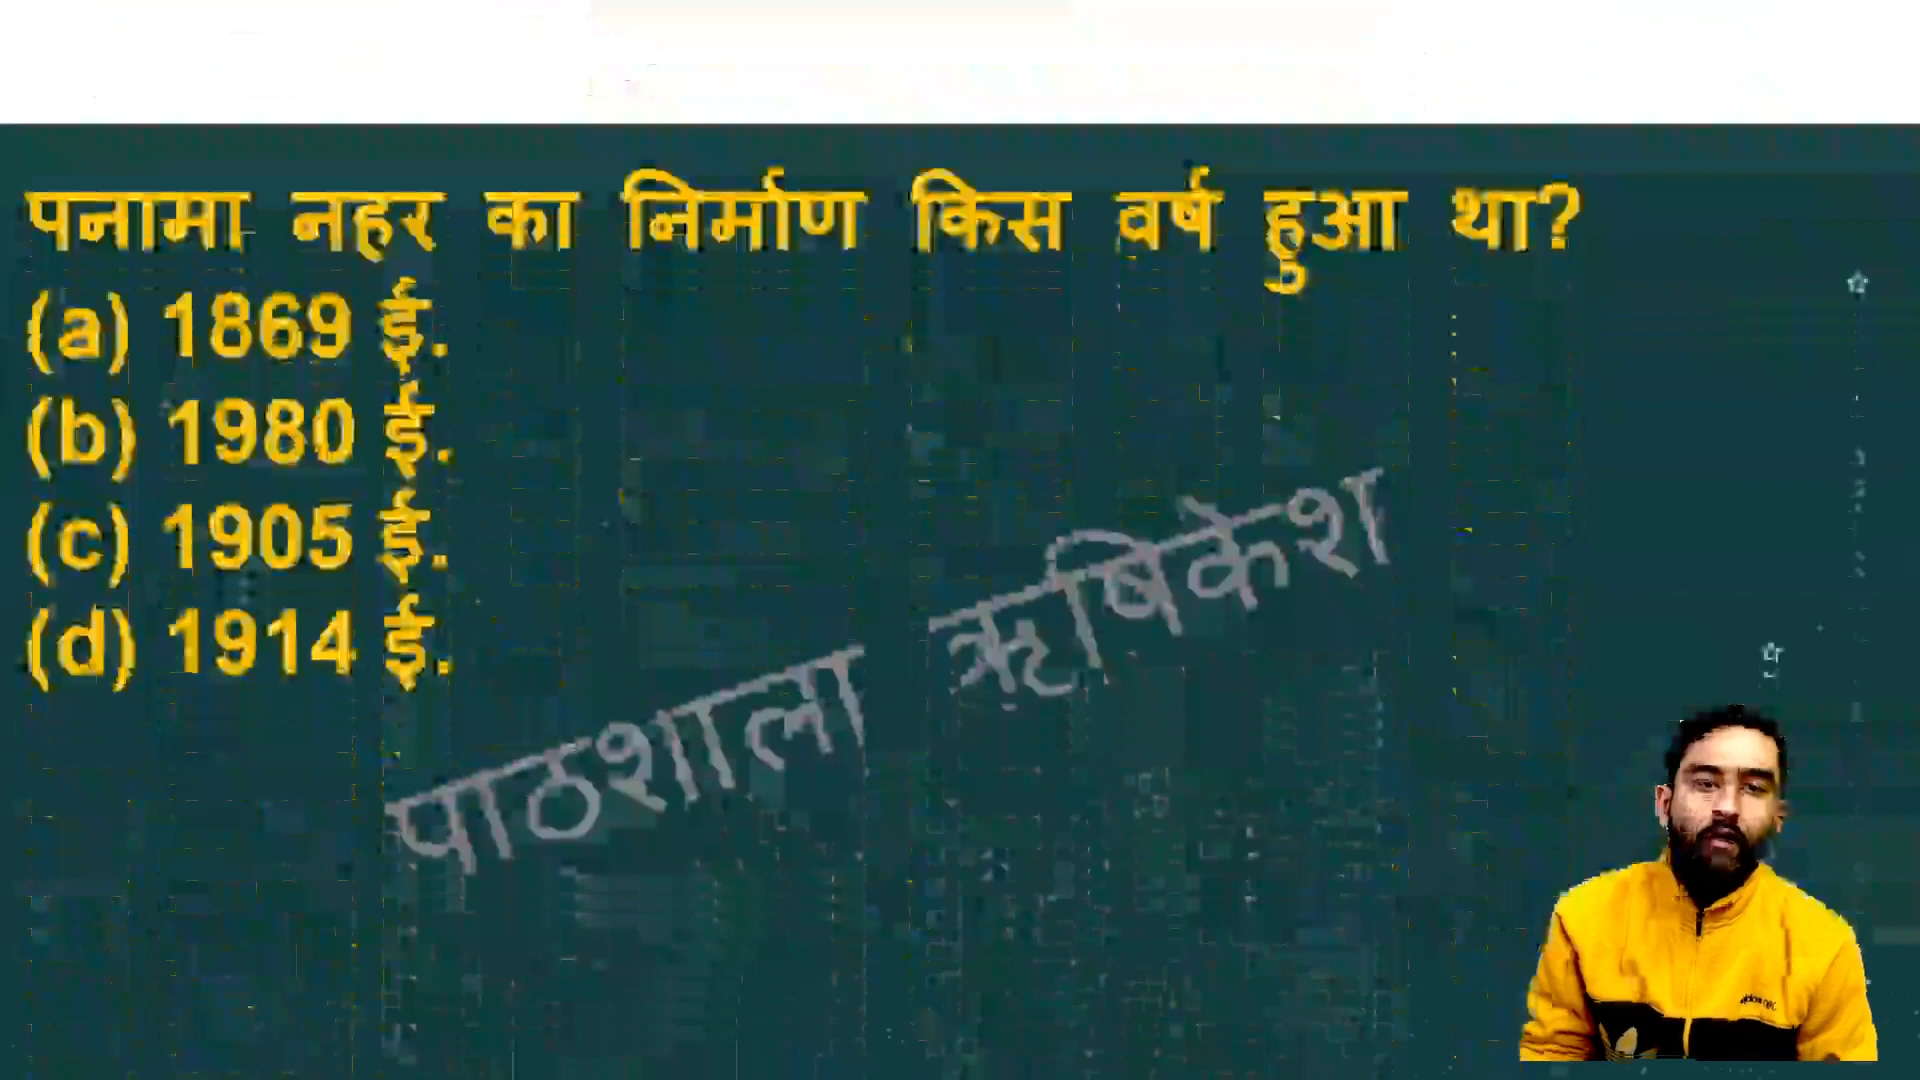 पनामा नहर का निर्माण किस वर्ष हुआ था?
(a) 1869 ई.
(b) 1980 ई.
(c) 1905 ई.
(d) 1914 ई.
पाठशाला ऋषिकेश